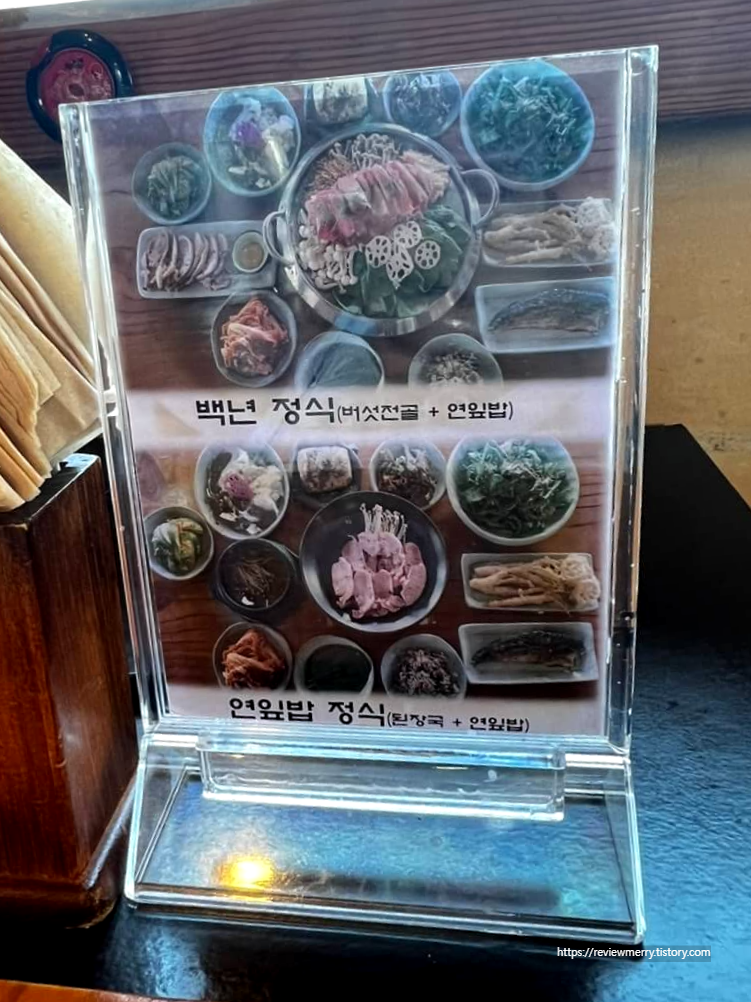 백년 정식(버섯전골 + 연잎밥)
연잎밥 정식(된장국 + 연잎밥)
https://reviewmerry.tistory.com